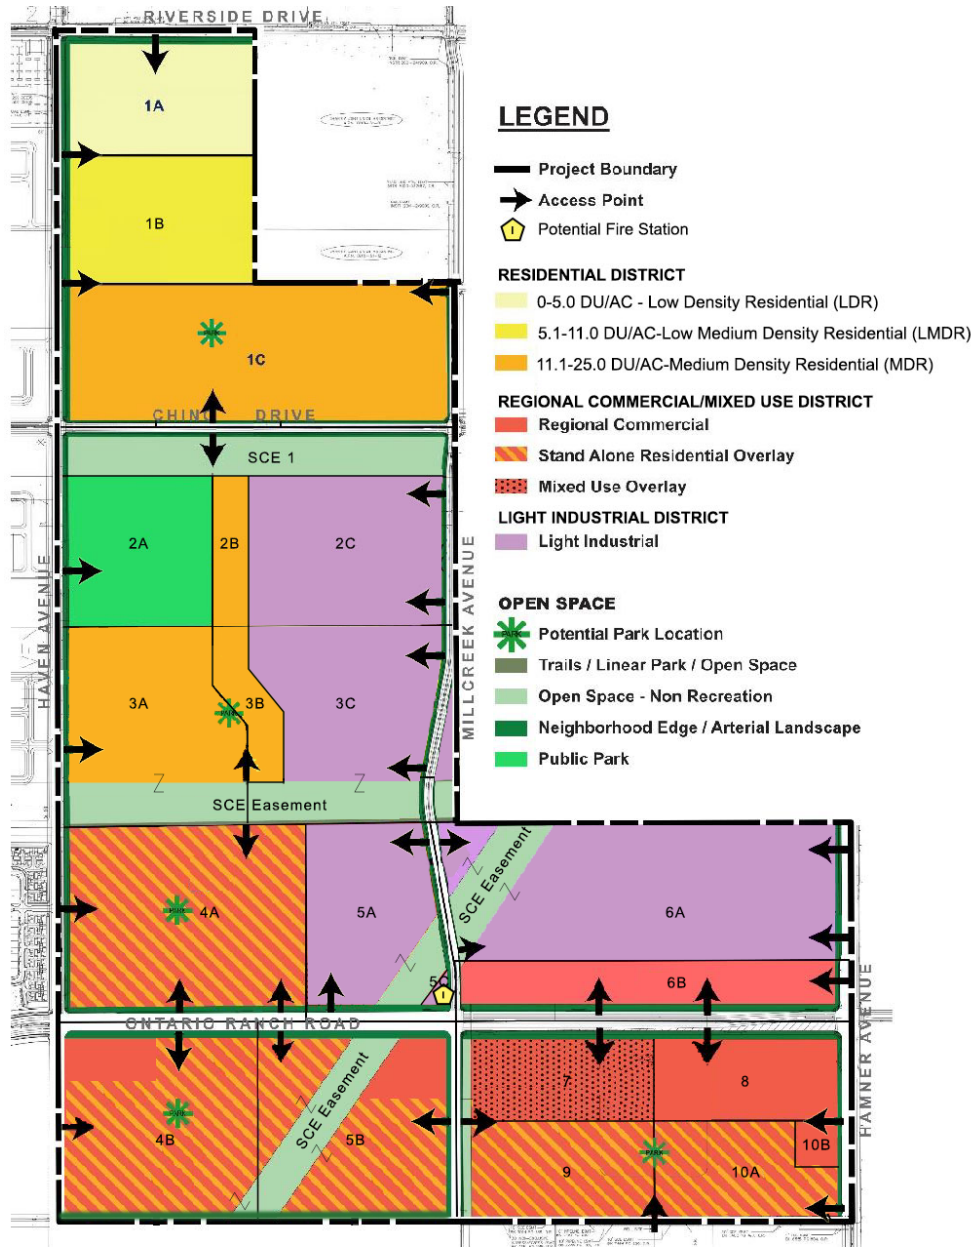 RIVERSIDE DRIVE
LEGEND
Project Boundary
Access Point
Potential Fire Station
RESIDENTIAL DISTRICT
0-5.0 DU/AC - Low Density Residential (LDR)
5.1-11.0 DU/AC-Low Medium Density Residential (LMDR)
11.1-25.0 DU/AC-Medium Density Residential (MDR)
REGIONAL COMMERCIAL/MIXED USE DISTRICT
Regional Commercial
Stand Alone Residential Overlay
Mixed Use Overlay
LIGHT INDUSTRIAL DISTRICT
Light Industrial
OPEN SPACE
PARK
Potential Park Location
Trails / Linear Park / Open Space
Open Space - Non Recreation
Neighborhood Edge / Arterial Landscape
Public Park
1A
1B
PARK
1C
CHINO DRIVE
SCE 1
2A
2B
2C
HAVEN AVENUE
MILLCREEK AVENUE
3A
PARK
3B
3C
SCE Easement
PARK
4A
5A
SCE Easement
6A
6B
ONTARIO RANCH ROAD
HAMNER AVENUE
PARK
4B
SCE Easement
5B
7
8
9
PARK
10A
10B